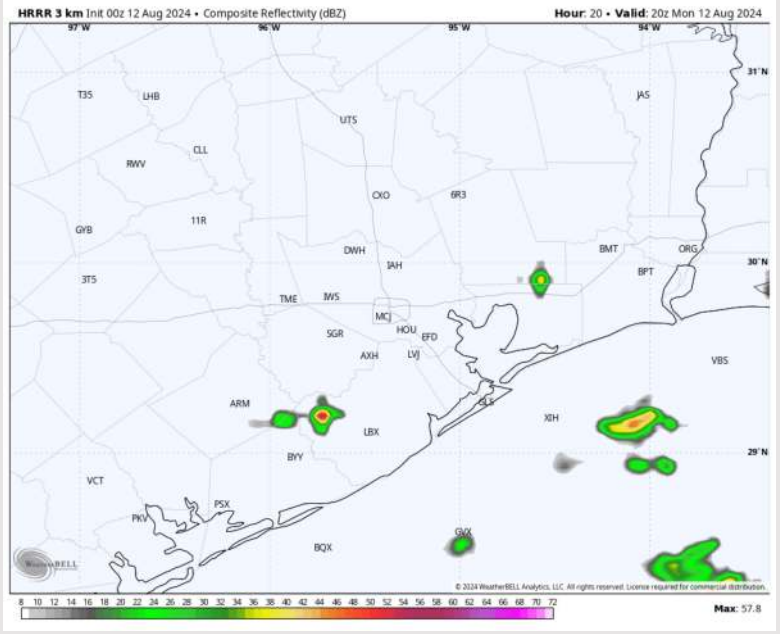 HRRR 3 km Init 00z 12 Aug 2024 • Composite Reflectivity (dBZ) Hour: 20 • Valid: 20z Mon 12 Aug 2024
97°W 96°W 95°W 94°W
31°N
T35 LHB JAS
UTS
CLL
RWV
CXO 6R3
11R
GYB
DWH BMT ORG
30°N
IAH
3T5 BPT
TME IWS
MCJ
SGR HOU EFD
AXH LVJ
VBS
ARM GLS
LBX XIH
29°N
BYY
VCT
PSX
PKV
GVX
BQX
WeatherBELL
© 2024 WeatherBELL Analytics, LLC. All rights reserved. License required for commercial distribution.
8 10 12 14 16 18 20 22 24 26 28 30 32 34 36 38 40 42 44 46 48 50 52 54 56 58 60 62 64 66 68 70 72
Max: 57.8